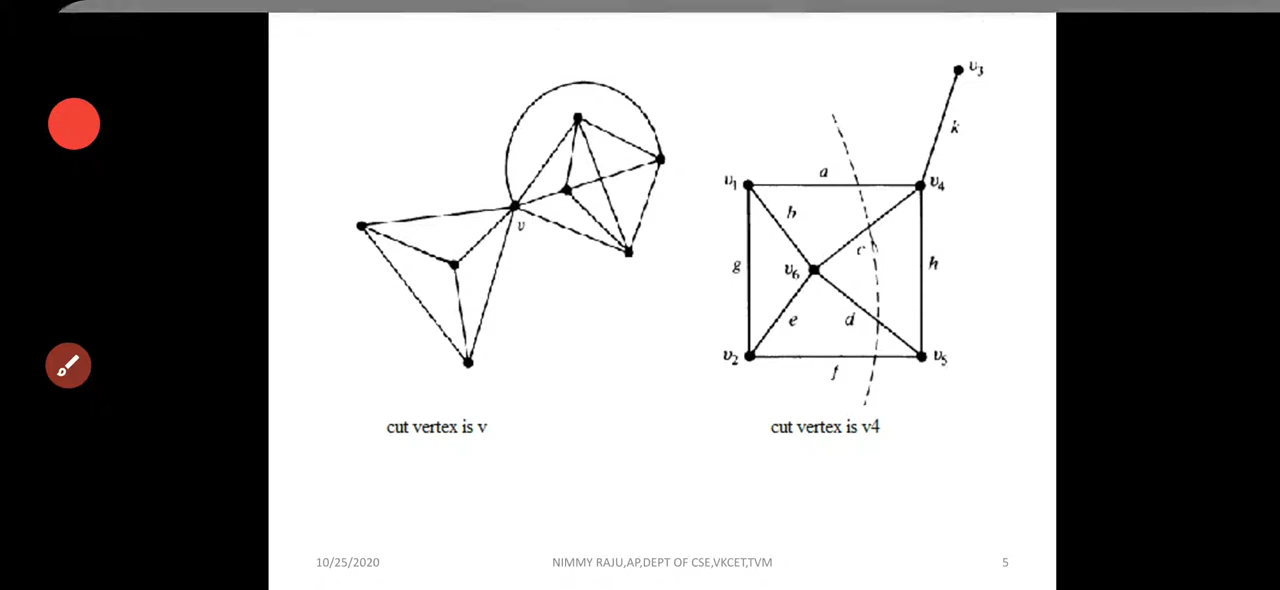 v
v3
k
a
v1
v4
b
c
g
v6
h
e
d
v2
v5
f
cut vertex is v
cut vertex is v4
10/25/2020
NIMMY RAJU,AP,DEPT OF CSE,VKCET,TVM
5